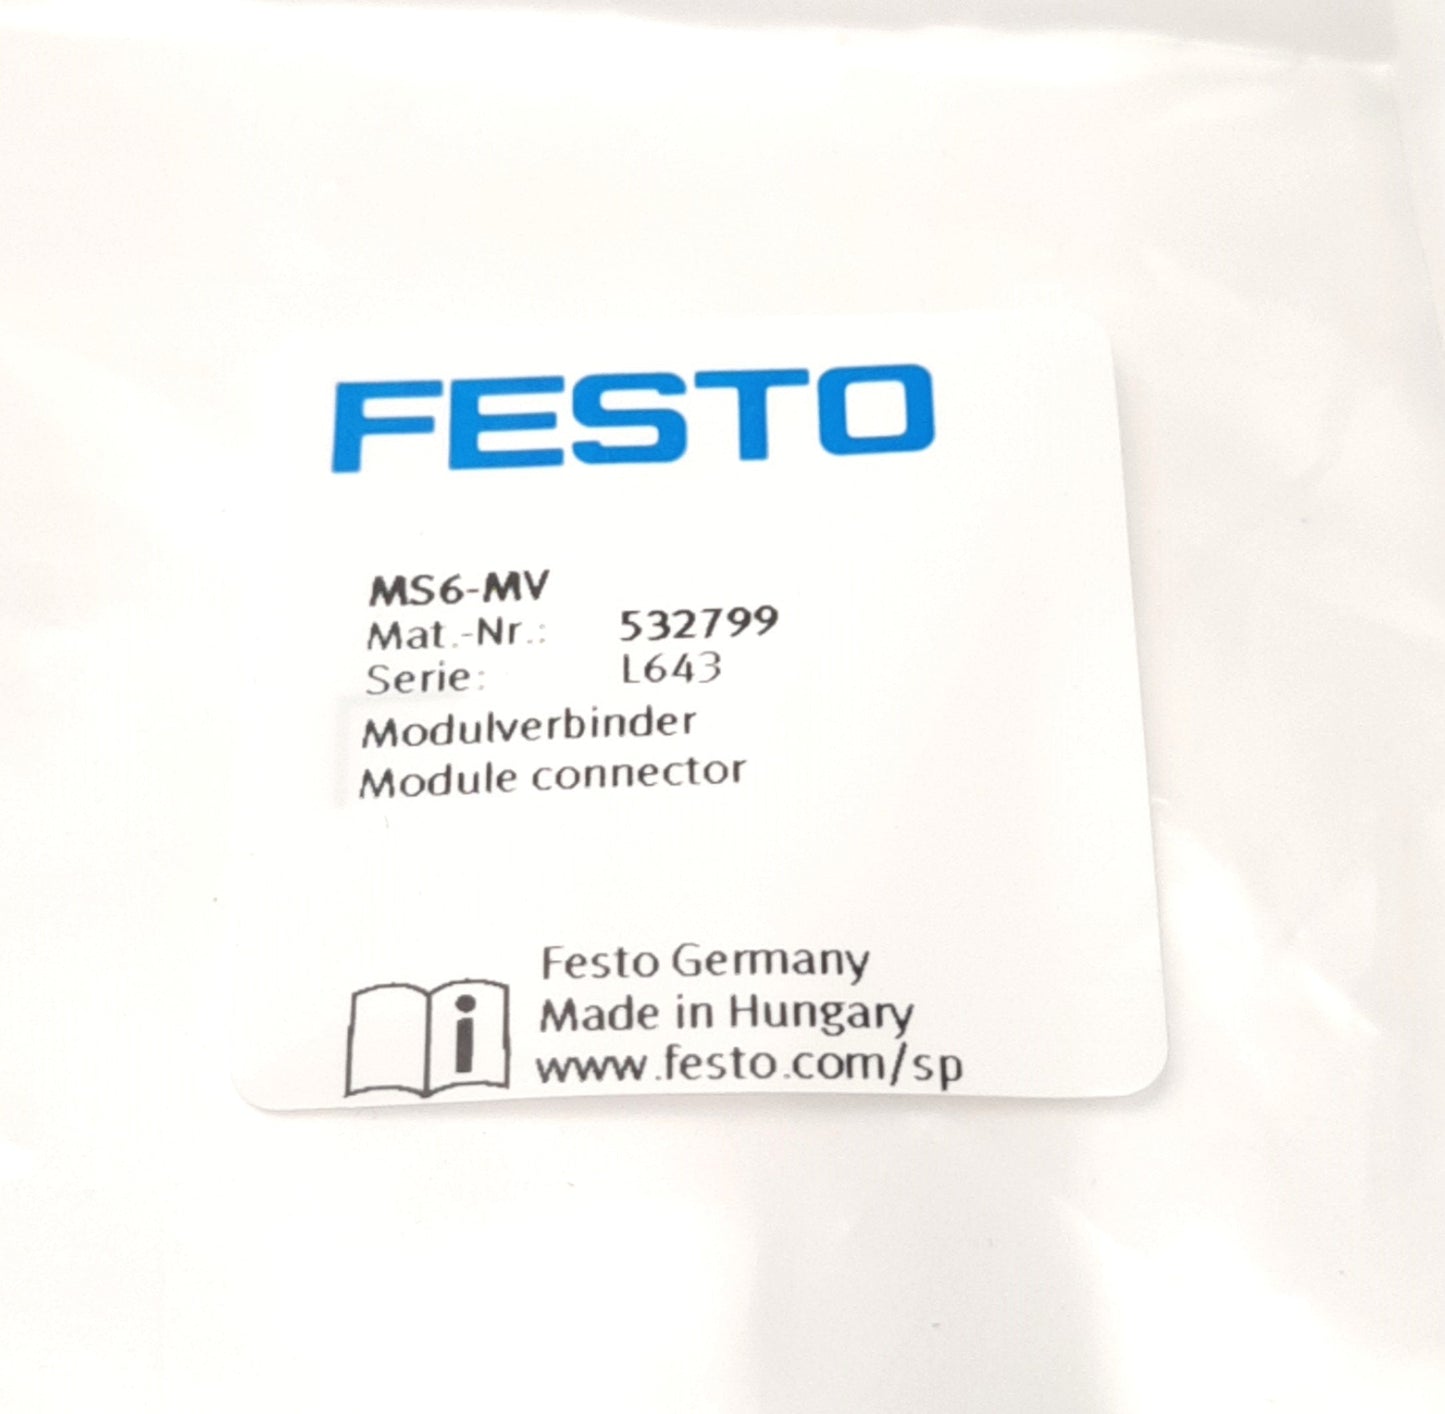 FESTO
MS6-MV
Mat.-Nr.: 532799
Serie: L643
Modulverbinder
Module connector
Festo Germany
Made in Hungary
www.festo.com/sp